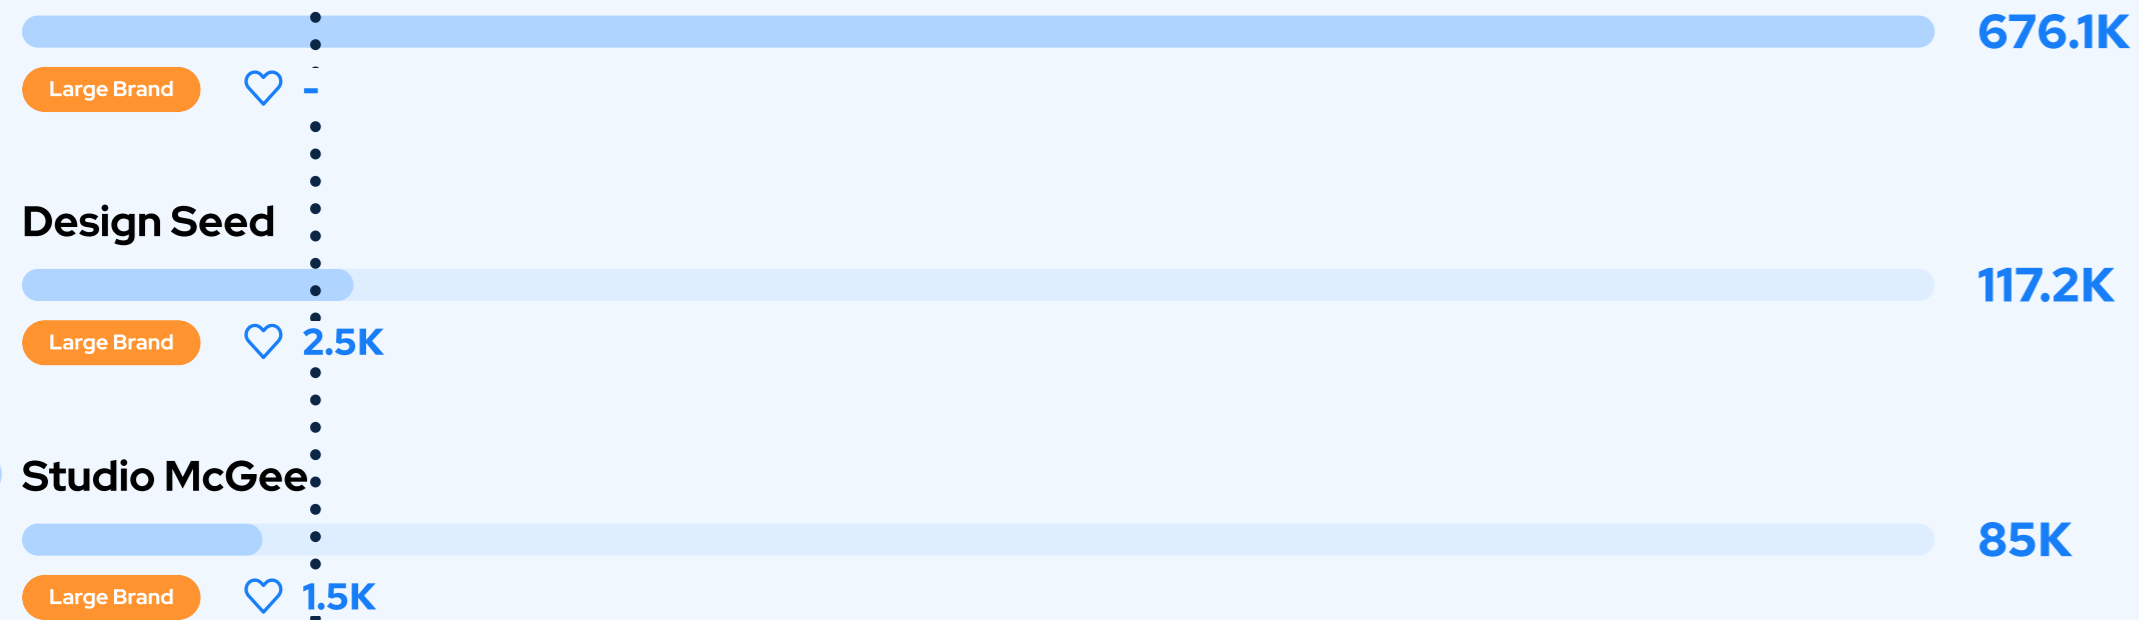 676.1K
Large Brand -
Design Seed
117.2K
Large Brand 2.5K
Studio McGee
85K
Large Brand 1.5K